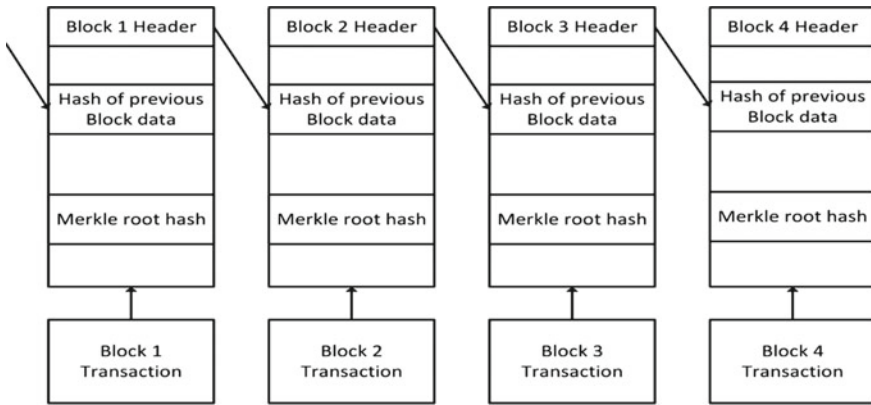 Block 1 Header
Hash of previous
Block data
Merkle root hash
Block 1
Transaction
Block 2 Header
Hash of previous
Block data
Merkle root hash
Block 2
Transaction
Block 3 Header
Hash of previous
Block data
Merkle root hash
Block 3
Transaction
Block 4 Header
Hash of previous
Block data
Merkle root hash
Block 4
Transaction